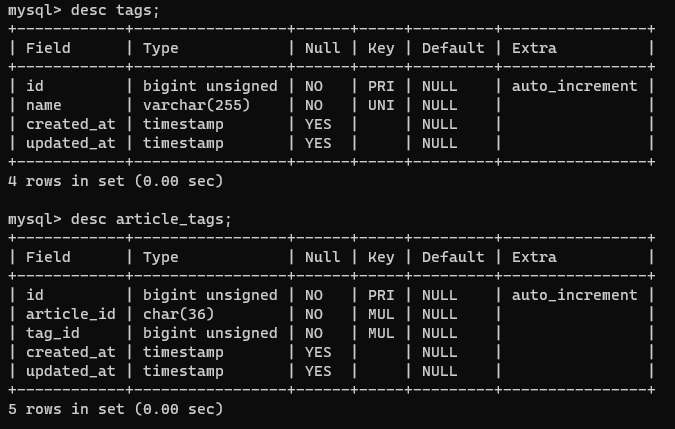 mysql> desc tags;
+------------+-----------------+------+-----+---------+----------------+
| Field      | Type            | Null | Key | Default | Extra          |
+------------+-----------------+------+-----+---------+----------------+
| id         | bigint unsigned | NO   | PRI | NULL    | auto_increment |
| name       | varchar(255)    | NO   | UNI | NULL    |                |
| created_at | timestamp       | YES  |     | NULL    |                |
| updated_at | timestamp       | YES  |     | NULL    |                |
+------------+-----------------+------+-----+---------+----------------+
4 rows in set (0.00 sec)

mysql> desc article_tags;
+------------+-----------------+------+-----+---------+----------------+
| Field      | Type            | Null | Key | Default | Extra          |
+------------+-----------------+------+-----+---------+----------------+
| id         | bigint unsigned | NO   | PRI | NULL    | auto_increment |
| article_id | char(36)        | NO   | MUL | NULL    |                |
| tag_id     | bigint unsigned | NO   | MUL | NULL    |                |
| created_at | timestamp       | YES  |     | NULL    |                |
| updated_at | timestamp       | YES  |     | NULL    |                |
+------------+-----------------+------+-----+---------+----------------+
5 rows in set (0.00 sec)